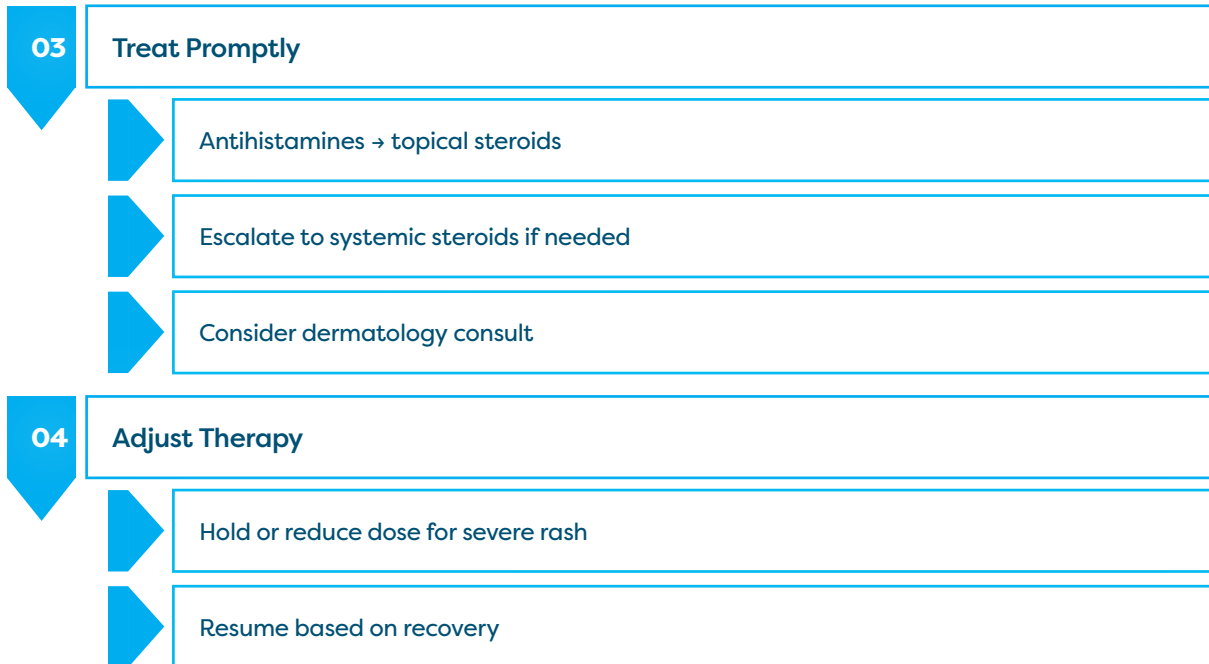 03 Treat Promptly
Antihistamines → topical steroids
Escalate to systemic steroids if needed
Consider dermatology consult
04 Adjust Therapy
Hold or reduce dose for severe rash
Resume based on recovery